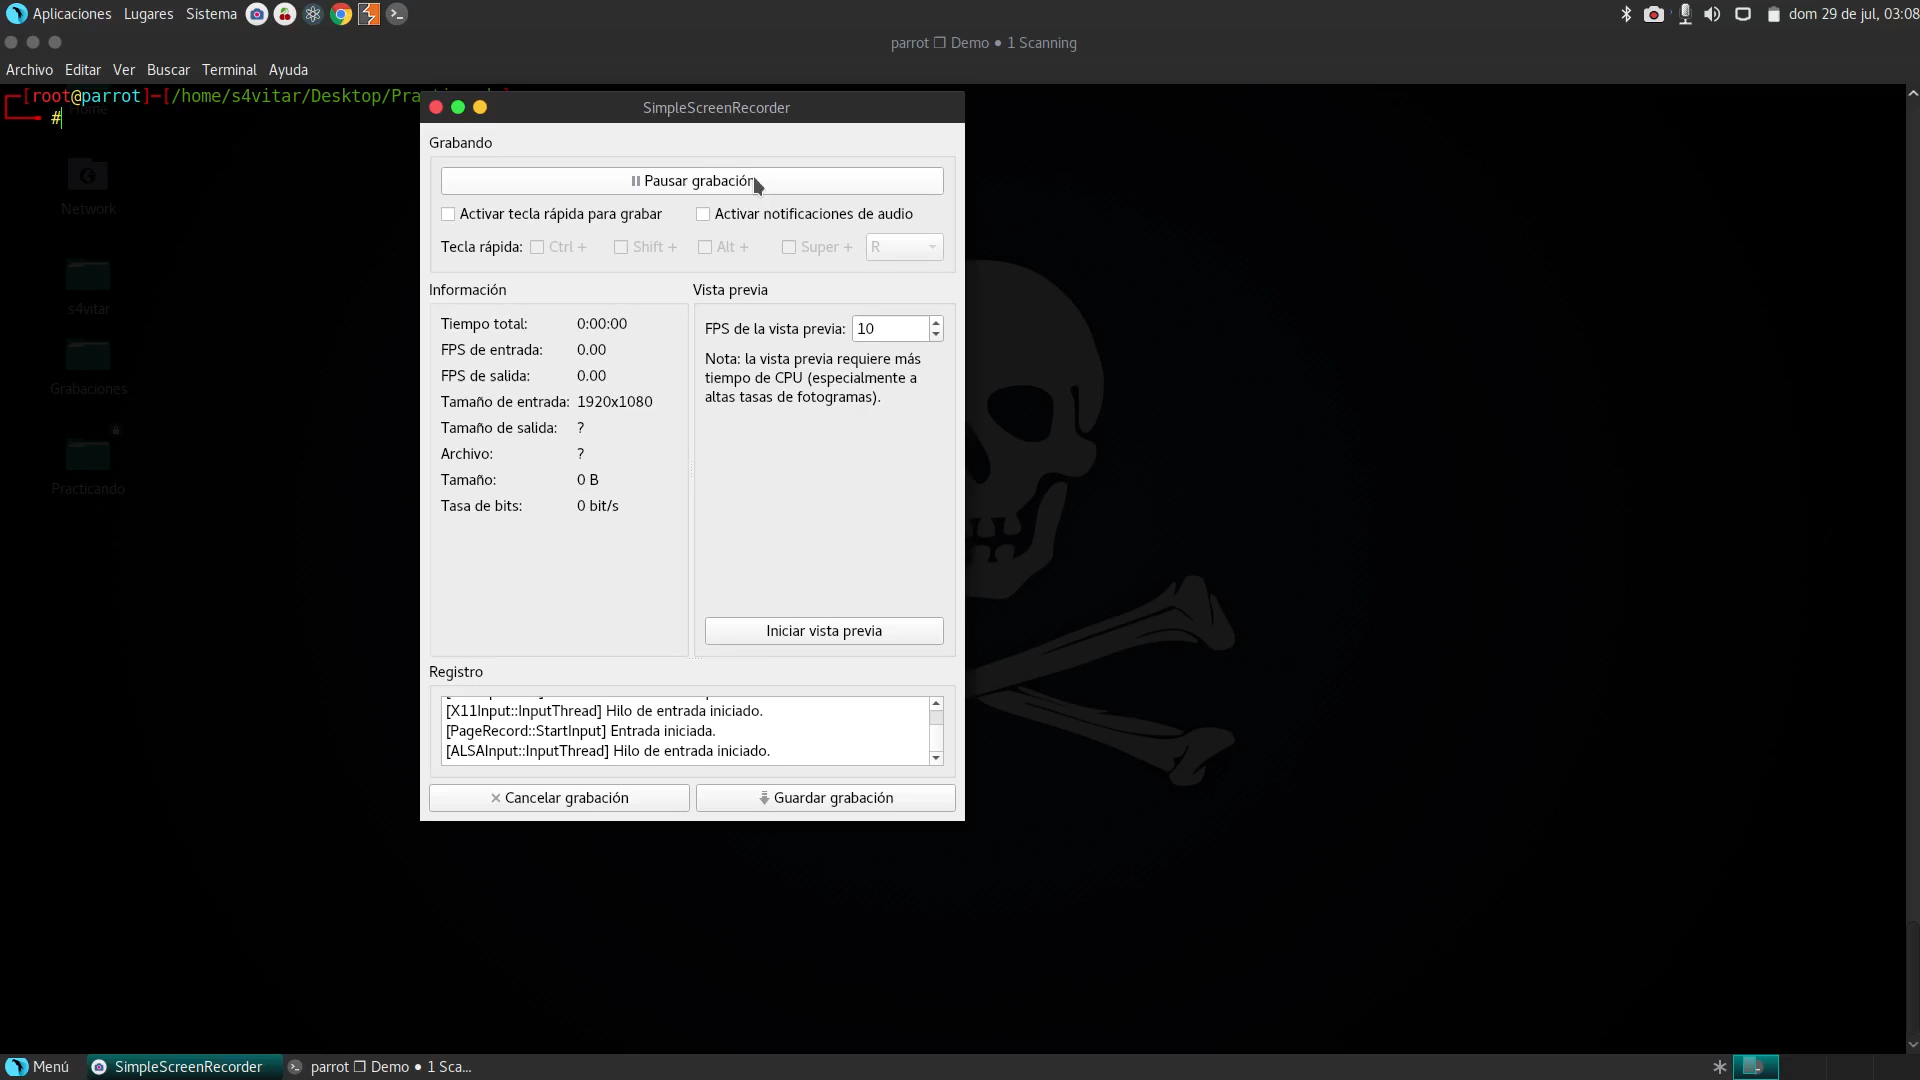 Aplicaciones Lugares Sistema
dom 29 de jul, 03:08
parrot ❐ Demo ● 1 Scanning
Archivo Editar Ver Buscar Terminal Ayuda
[root@parrot]─[/home/s4vitar/Desktop/Pra
#
Home
Network
s4vitar
Grabaciones
Practicando
SimpleScreenRecorder
Grabando
Pausar grabación
Activar tecla rápida para grabar
Activar notificaciones de audio
Tecla rápida: Ctrl + Shift + Alt + Super + R
Información
Tiempo total: 0:00:00
FPS de entrada: 0.00
FPS de salida: 0.00
Tamaño de entrada: 1920x1080
Tamaño de salida: ?
Archivo: ?
Tamaño: 0 B
Tasa de bits: 0 bit/s
Vista previa
FPS de la vista previa: 10
Nota: la vista previa requiere más
tiempo de CPU (especialmente a
altas tasas de fotogramas).
Iniciar vista previa
Registro
[X11Input::InputThread] Hilo de entrada iniciado.
[PageRecord::StartInput] Entrada iniciada.
[ALSAInput::InputThread] Hilo de entrada iniciado.
Cancelar grabación
Guardar grabación
Menú
SimpleScreenRecorder
parrot ❐ Demo ● 1 Sca...